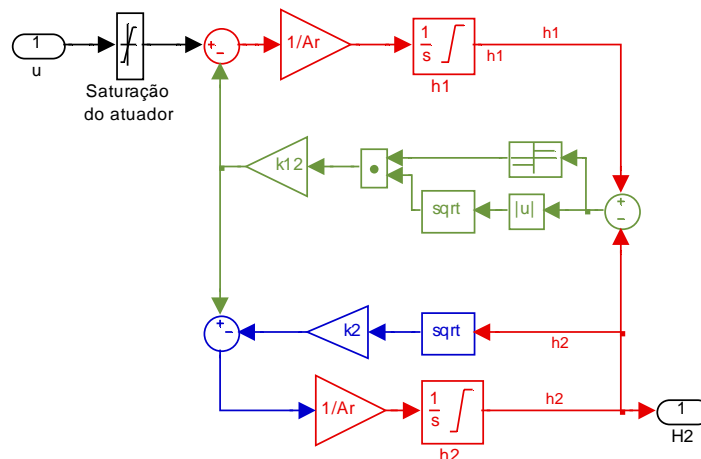 1
u
Saturação
do atuador
+
−
1/Ar
1
s
h1
h1
h1
k12
sqrt
|u|
+
−
+
−
k2
sqrt
h2
1/Ar
1
s
h2
h2
1
H2